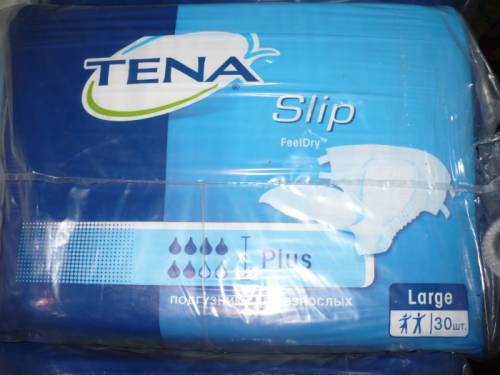 TENA
Slip
FeelDry™
Plus
Large
30шт.